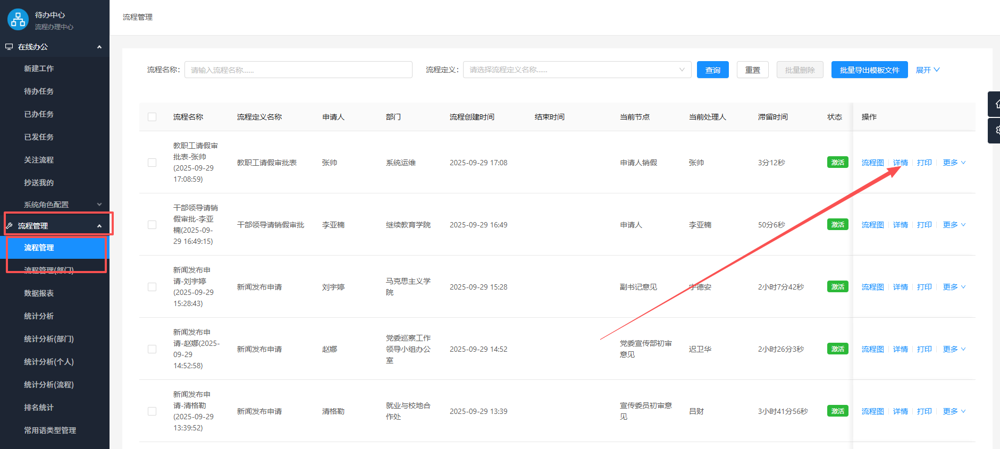 待办中心
流程办理中心
在线办公
新建工作
待办任务
已办任务
已发任务
关注流程
抄送我的
系统角色配置
流程管理
流程管理
流程管理(部门)
数据报表
统计分析
统计分析(部门)
统计分析(个人)
统计分析(流程)
排名统计
常用语类型管理
流程管理
流程名称： 请输入流程名称...... 流程定义： 请选择流程定义名称...... 查询 重置 批量删除 批量导出模板文件 展开
流程名称 流程定义名称 申请人 部门 流程创建时间 结束时间 当前节点 当前处理人 滞留时间 状态 操作
教职工请假审
批表-张帅
(2025-09-29
17:08:59)
教职工请假审批表 张帅 系统运维 2025-09-29 17:08 申请人销假 张帅 3分12秒 激活 流程图 详情 打印 更多
干部领导请销
假审批-李亚
楠(2025-09-
29 16:49:15)
干部领导请销假审批 李亚楠 继续教育学院 2025-09-29 16:49 申请人 李亚楠 50分6秒 激活 流程图 详情 打印 更多
新闻发布申
请-刘宇婷
(2025-09-29
15:28:43)
新闻发布申请 刘宇婷
马克思主义学
院
2025-09-29 15:28 副书记意见 宁德安 2小时7分42秒 激活 流程图 详情 打印 更多
新闻发布申
请-赵娜(2025-
09-29
14:52:58)
新闻发布申请 赵娜
党委巡察工作
领导小组办公
室
2025-09-29 14:52
党委宣传部初审
意见
迟卫华 2小时26分3秒 激活 流程图 详情 打印 更多
新闻发布申
请-清格勒
(2025-09-29
13:39:52)
新闻发布申请 清格勒
就业与校地合
作处
2025-09-29 13:39
宣传委员初审意
见
吕财 3小时41分56秒 激活 流程图 详情 打印 更多